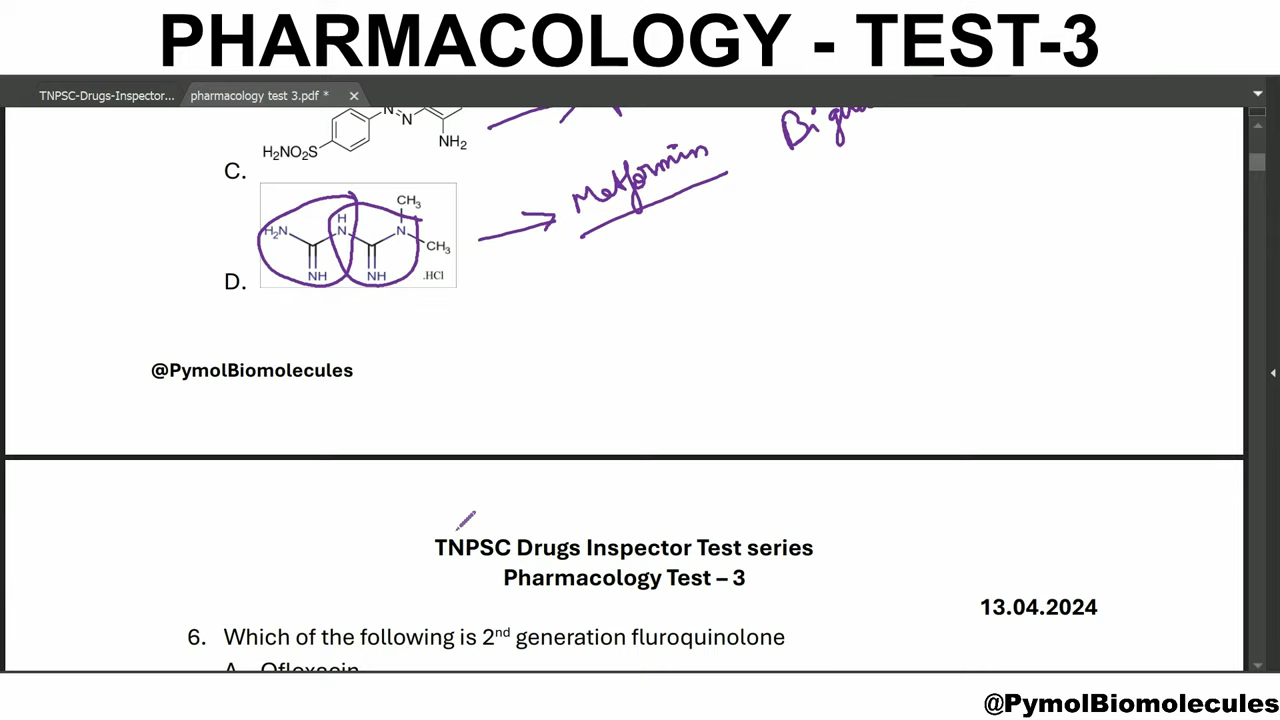 PHARMACOLOGY - TEST-3
TNPSC-Drugs-Inspector... pharmacology test 3.pdf *
N
N
NH2
H2NO2S
C.
Metformin
CH3
H2N
H
N
N
CH3
NH
NH
.HCl
D.
@PymolBiomolecules
TNPSC Drugs Inspector Test series
Pharmacology Test – 3
13.04.2024
6. Which of the following is 2nd generation fluroquinolone
A. Ofloxacin
@PymolBiomolecules